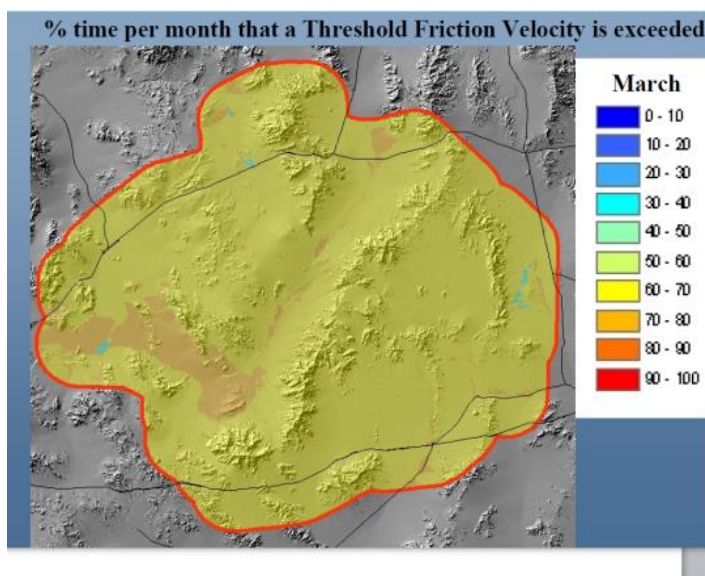 % time per month that a Threshold Friction Velocity is exceeded
March
0 - 10
10 - 20
20 - 30
30 - 40
40 - 50
50 - 60
60 - 70
70 - 80
80 - 90
90 - 100